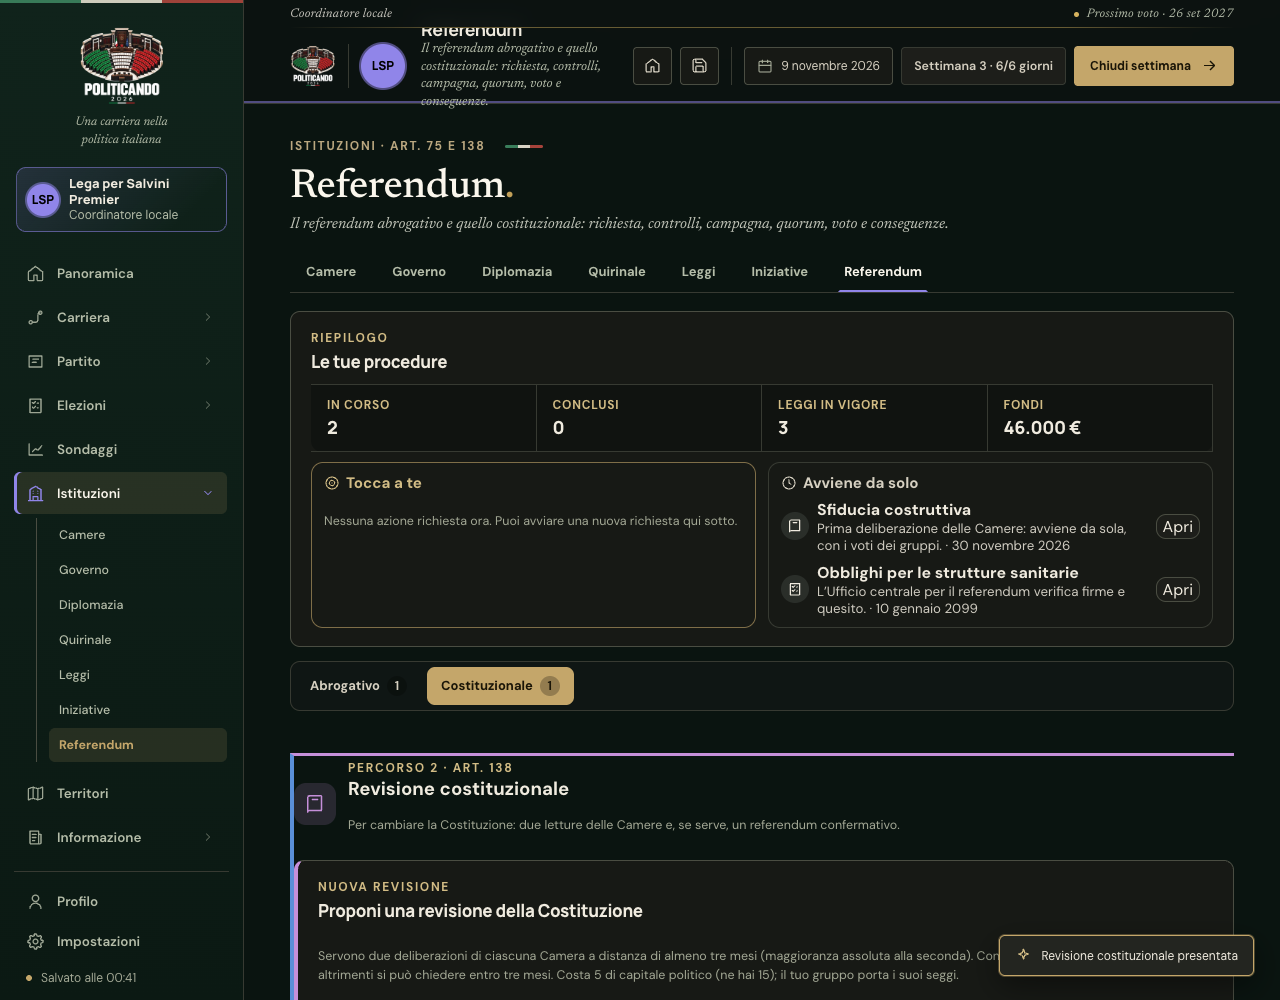 POLITICANDO
2026
Una carriera nella
politica italiana
LSP
Lega per Salvini
Premier
Coordinatore locale
Panoramica
Carriera
Partito
Elezioni
Sondaggi
Istituzioni
Camere
Governo
Diplomazia
Quirinale
Leggi
Iniziative
Referendum
Territori
Informazione
Profilo
Impostazioni
Salvato alle 00:41
Coordinatore locale
Prossimo voto · 26 set 2027
POLITICANDO
LSP
Referendum
Il referendum abrogativo e quello
costituzionale: richiesta, controlli,
campagna, quorum, voto e
conseguenze.
9 novembre 2026
Settimana 3 · 6/6 giorni
Chiudi settimana
ISTITUZIONI · ART. 75 E 138
Referendum.
Il referendum abrogativo e quello costituzionale: richiesta, controlli, campagna, quorum, voto e conseguenze.
Camere Governo Diplomazia Quirinale Leggi Iniziative Referendum
RIEPILOGO
Le tue procedure
IN CORSO
2
CONCLUSI
0
LEGGI IN VIGORE
3
FONDI
46.000 €
Tocca a te
Nessuna azione richiesta ora. Puoi avviare una nuova richiesta qui sotto.
Avviene da solo
Sfiducia costruttiva
Prima deliberazione delle Camere: avviene da sola,
con i voti dei gruppi. · 30 novembre 2026
Apri
Obblighi per le strutture sanitarie
L'Ufficio centrale per il referendum verifica firme e
quesito. · 10 gennaio 2099
Apri
Abrogativo 1
Costituzionale 1
PERCORSO 2 · ART. 138
Revisione costituzionale
Per cambiare la Costituzione: due letture delle Camere e, se serve, un referendum confermativo.
NUOVA REVISIONE
Proponi una revisione della Costituzione
Servono due deliberazioni di ciascuna Camera a distanza di almeno tre mesi (maggioranza assoluta alla seconda). Con
altrimenti si può chiedere entro tre mesi. Costa 5 di capitale politico (ne hai 15); il tuo gruppo porta i suoi seggi.
Revisione costituzionale presentata